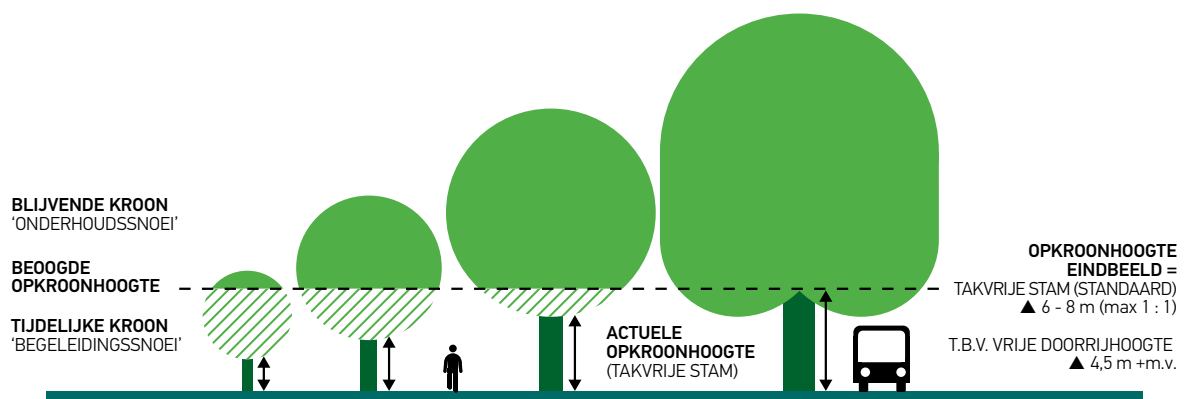 BLIJVENDE KROON
‘ONDERHOUDSSNOEI’
BEOOGDE
OPKROONHOOGTE
TIJDELIJKE KROON
‘BEGELEIDINGSSNOEI’
ACTUELE
OPKROONHOOGTE
(TAKVRIJE STAM)
OPKROONHOOGTE
EINDBEELD =
TAKVRIJE STAM (STANDAARD)
▲ 6 - 8 m (max 1 : 1)
T.B.V. VRIJE DOORRIJHOOGTE
▲ 4,5 m +m.v.